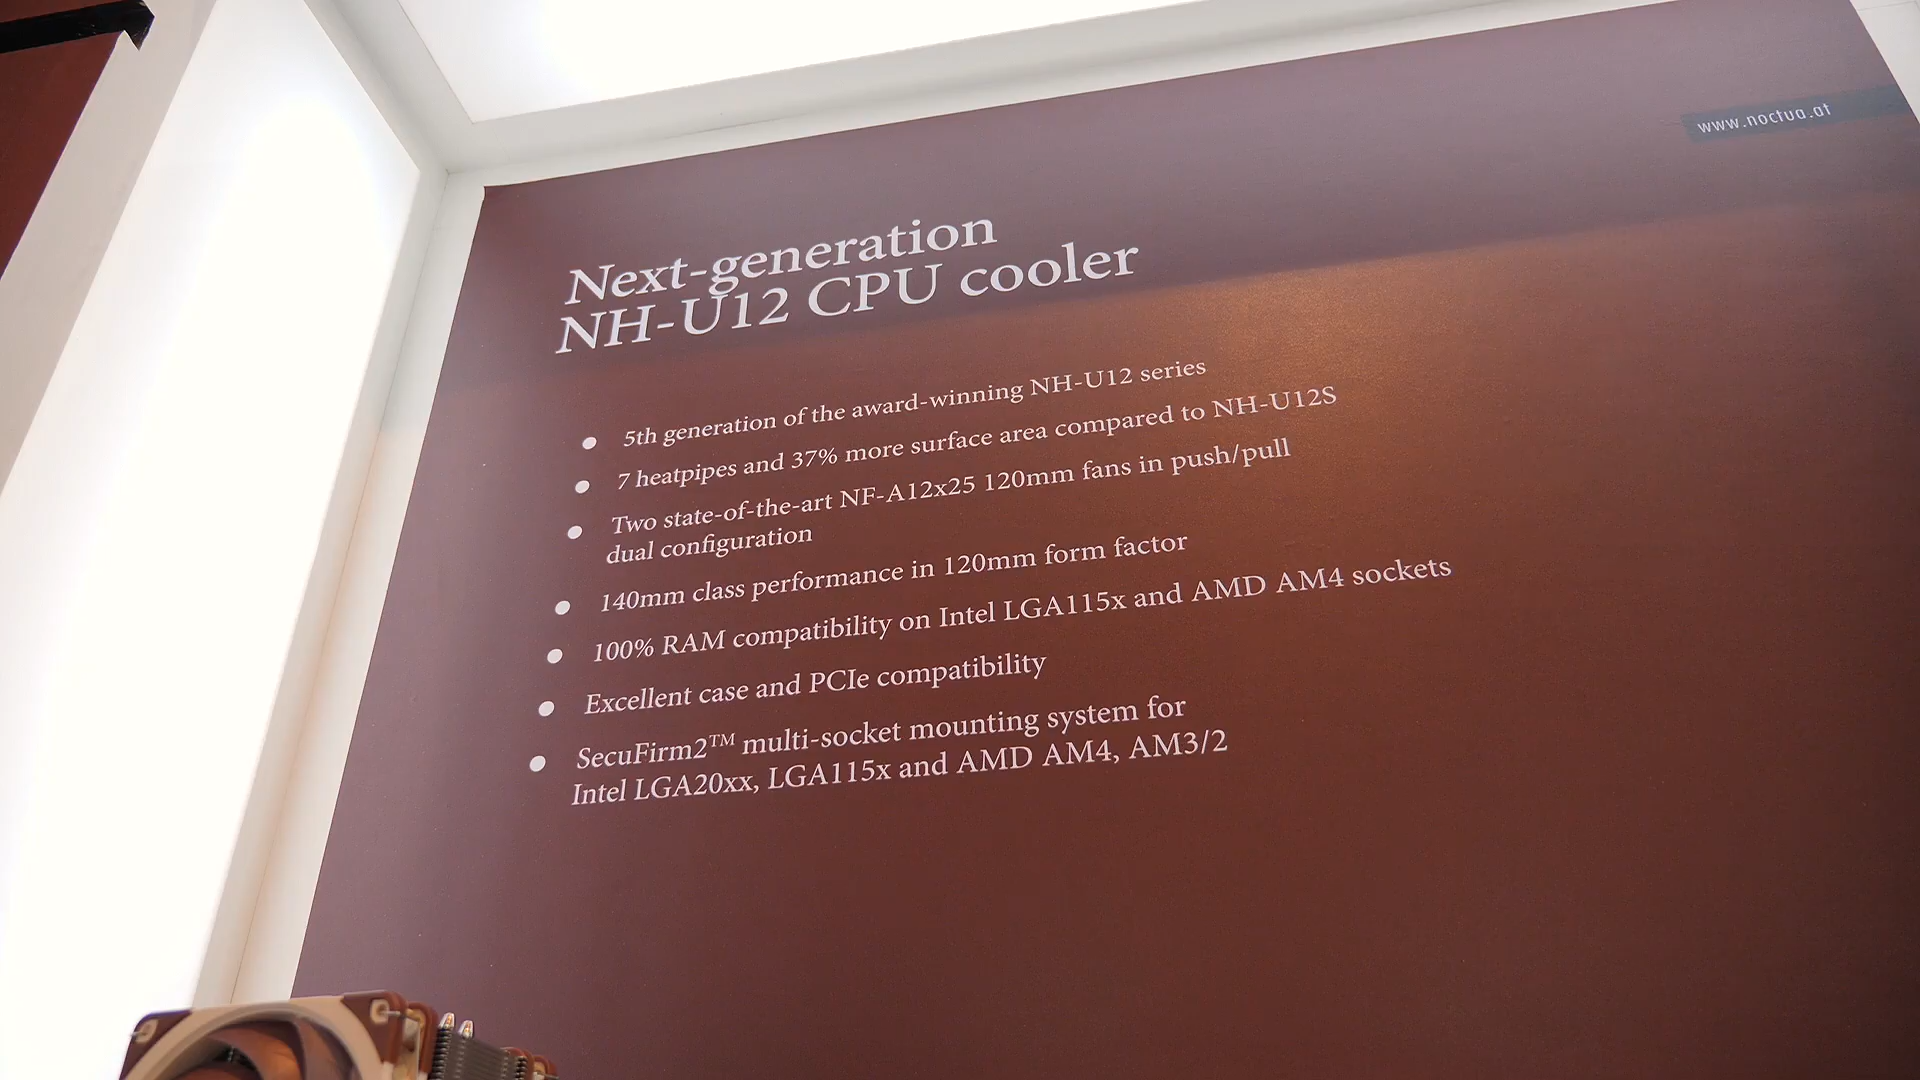 www.noctua.at
Next-generation
NH-U12 CPU cooler
● 5th generation of the award-winning NH-U12 series
● 7 heatpipes and 37% more surface area compared to NH-U12S
● Two state-of-the-art NF-A12x25 120mm fans in push/pull
dual configuration
● 140mm class performance in 120mm form factor
● 100% RAM compatibility on Intel LGA115x and AMD AM4 sockets
● Excellent case and PCIe compatibility
● SecuFirm2™ multi-socket mounting system for
Intel LGA20xx, LGA115x and AMD AM4, AM3/2